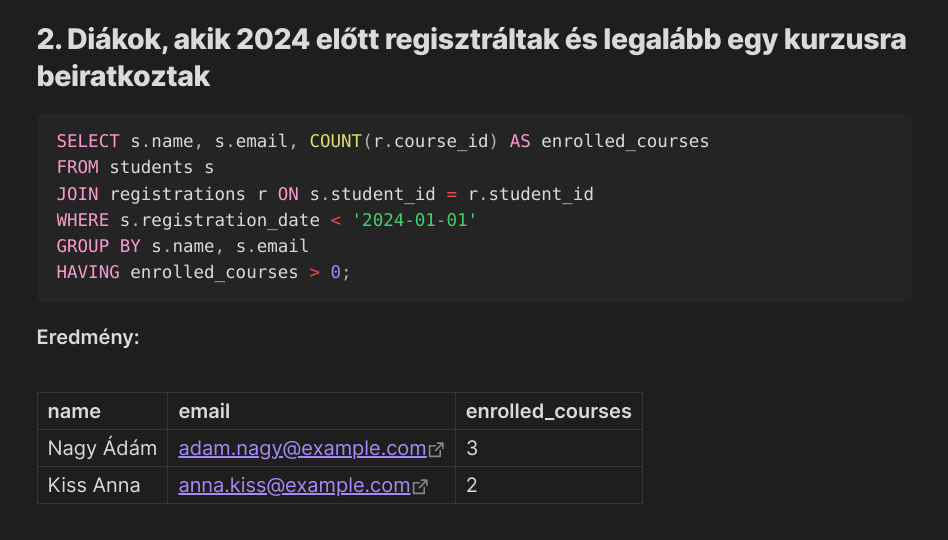 2. Diákok, akik 2024 előtt regisztráltak és legalább egy kurzusra
beiratkoztak
SELECT s.name, s.email, COUNT(r.course_id) AS enrolled_courses
FROM students s
JOIN registrations r ON s.student_id = r.student_id
WHERE s.registration_date < '2024-01-01'
GROUP BY s.name, s.email
HAVING enrolled_courses > 0;
Eredmény:
name email enrolled_courses
Nagy Ádám adam.nagy@example.com 3
Kiss Anna anna.kiss@example.com 2